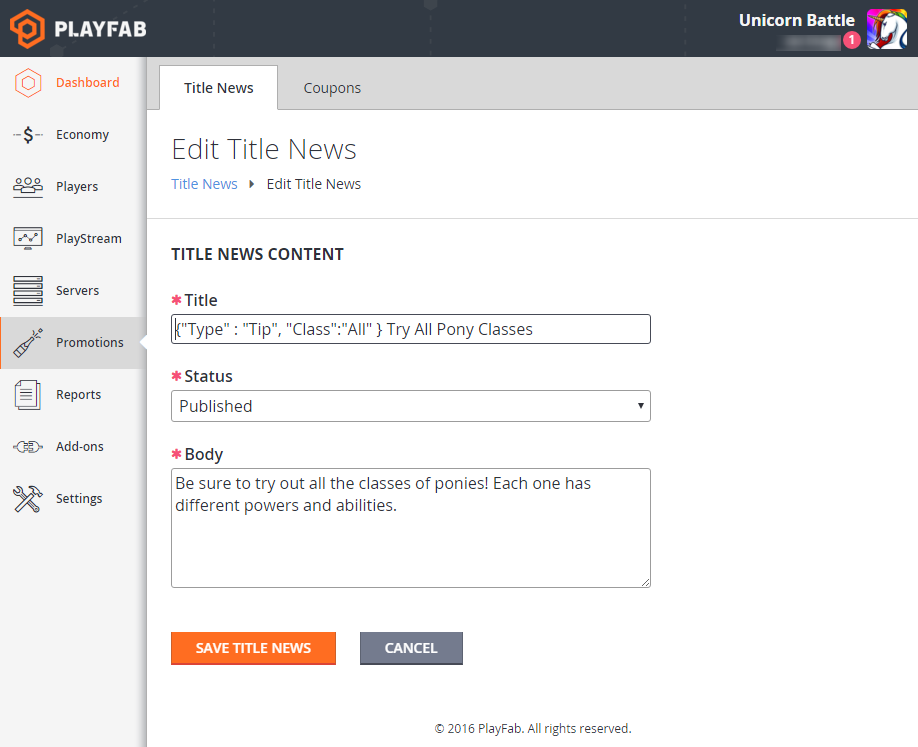 PLAYFAB
Unicorn Battle
1
Dashboard
Economy
Players
PlayStream
Servers
Promotions
Reports
Add-ons
Settings
Title News
Coupons
Edit Title News
Title News
Edit Title News
TITLE NEWS CONTENT
✱ Title
{"Type" : "Tip", "Class":"All" } Try All Pony Classes
✱ Status
Published
✱ Body
Be sure to try out all the classes of ponies! Each one has
different powers and abilities.
SAVE TITLE NEWS
CANCEL
© 2016 PlayFab. All rights reserved.